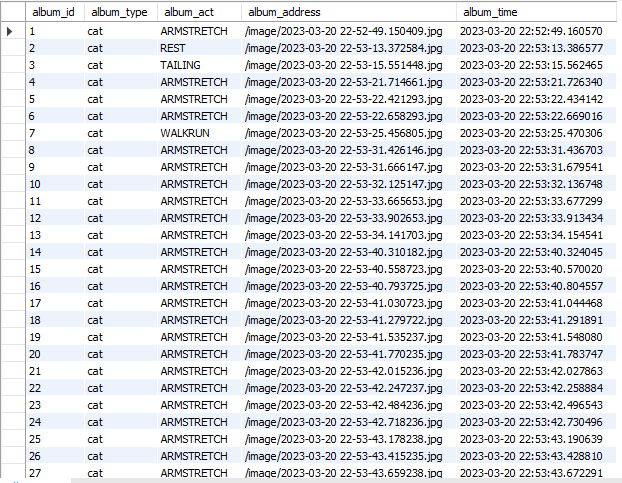 album_id album_type album_act album_address album_time
1 cat ARMSTRETCH /image/2023-03-20 22-52-49.150409.jpg 2023-03-20 22:52:49.160570
2 cat REST /image/2023-03-20 22-53-13.372584.jpg 2023-03-20 22:53:13.386577
3 cat TAILING /image/2023-03-20 22-53-15.551448.jpg 2023-03-20 22:53:15.562465
4 cat ARMSTRETCH /image/2023-03-20 22-53-21.714661.jpg 2023-03-20 22:53:21.726340
5 cat ARMSTRETCH /image/2023-03-20 22-53-22.421293.jpg 2023-03-20 22:53:22.434142
6 cat ARMSTRETCH /image/2023-03-20 22-53-22.658293.jpg 2023-03-20 22:53:22.669016
7 cat WALKRUN /image/2023-03-20 22-53-25.456805.jpg 2023-03-20 22:53:25.470306
8 cat ARMSTRETCH /image/2023-03-20 22-53-31.426146.jpg 2023-03-20 22:53:31.436703
9 cat ARMSTRETCH /image/2023-03-20 22-53-31.666147.jpg 2023-03-20 22:53:31.679541
10 cat ARMSTRETCH /image/2023-03-20 22-53-32.125147.jpg 2023-03-20 22:53:32.136748
11 cat ARMSTRETCH /image/2023-03-20 22-53-33.665653.jpg 2023-03-20 22:53:33.677299
12 cat ARMSTRETCH /image/2023-03-20 22-53-33.902653.jpg 2023-03-20 22:53:33.913434
13 cat ARMSTRETCH /image/2023-03-20 22-53-34.141703.jpg 2023-03-20 22:53:34.154541
14 cat ARMSTRETCH /image/2023-03-20 22-53-40.310182.jpg 2023-03-20 22:53:40.324045
15 cat ARMSTRETCH /image/2023-03-20 22-53-40.558723.jpg 2023-03-20 22:53:40.570020
16 cat ARMSTRETCH /image/2023-03-20 22-53-40.793725.jpg 2023-03-20 22:53:40.804557
17 cat ARMSTRETCH /image/2023-03-20 22-53-41.030723.jpg 2023-03-20 22:53:41.044468
18 cat ARMSTRETCH /image/2023-03-20 22-53-41.279722.jpg 2023-03-20 22:53:41.291891
19 cat ARMSTRETCH /image/2023-03-20 22-53-41.535237.jpg 2023-03-20 22:53:41.548080
20 cat ARMSTRETCH /image/2023-03-20 22-53-41.770235.jpg 2023-03-20 22:53:41.783747
21 cat ARMSTRETCH /image/2023-03-20 22-53-42.015236.jpg 2023-03-20 22:53:42.027863
22 cat ARMSTRETCH /image/2023-03-20 22-53-42.247237.jpg 2023-03-20 22:53:42.258884
23 cat ARMSTRETCH /image/2023-03-20 22-53-42.484236.jpg 2023-03-20 22:53:42.496543
24 cat ARMSTRETCH /image/2023-03-20 22-53-42.718236.jpg 2023-03-20 22:53:42.730496
25 cat ARMSTRETCH /image/2023-03-20 22-53-43.178238.jpg 2023-03-20 22:53:43.190639
26 cat ARMSTRETCH /image/2023-03-20 22-53-43.415235.jpg 2023-03-20 22:53:43.428810
27 cat ARMSTRETCH /image/2023-03-20 22-53-43.659238.jpg 2023-03-20 22:53:43.672291